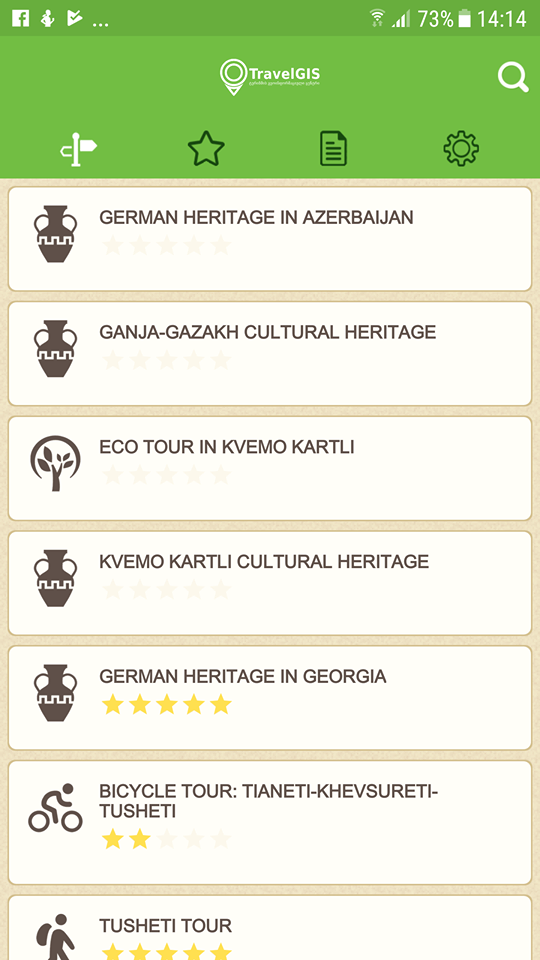 ... 73% 14:14
TravelGIS
GERMAN HERITAGE IN AZERBAIJAN
GANJA-GAZAKH CULTURAL HERITAGE
ECO TOUR IN KVEMO KARTLI
KVEMO KARTLI CULTURAL HERITAGE
GERMAN HERITAGE IN GEORGIA
BICYCLE TOUR: TIANETI-KHEVSURETI-
TUSHETI
TUSHETI TOUR